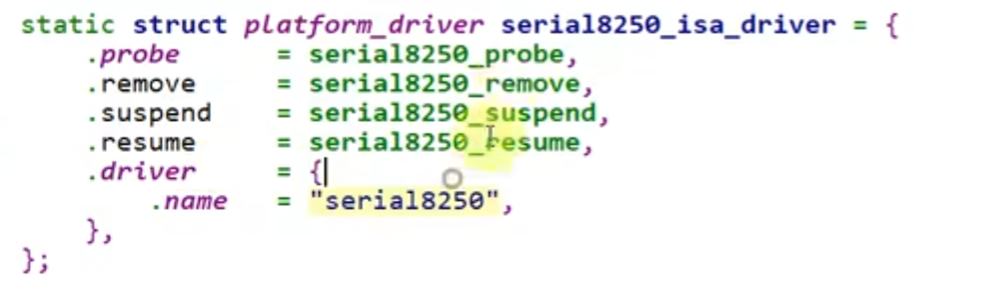 static struct platform_driver serial8250_isa_driver = {
    .probe      = serial8250_probe,
    .remove     = serial8250_remove,
    .suspend    = serial8250_suspend,
    .resume     = serial8250_resume,
    .driver     = {
        .name   = "serial8250",
    },
};